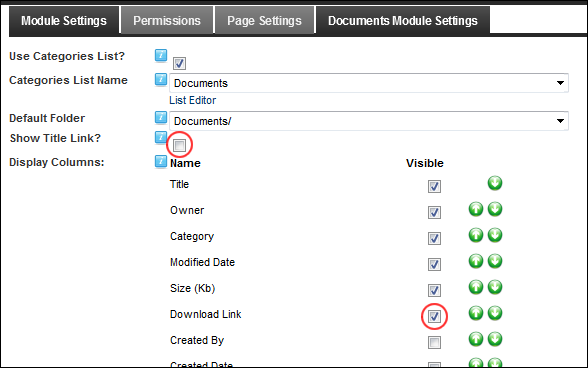 Module Settings Permissions Page Settings Documents Module Settings
Use Categories List?
Categories List Name Documents
List Editor
Default Folder Documents/
Show Title Link?
Display Columns: Name Visible
Title
Owner
Category
Modified Date
Size (Kb)
Download Link
Created By
Created Date